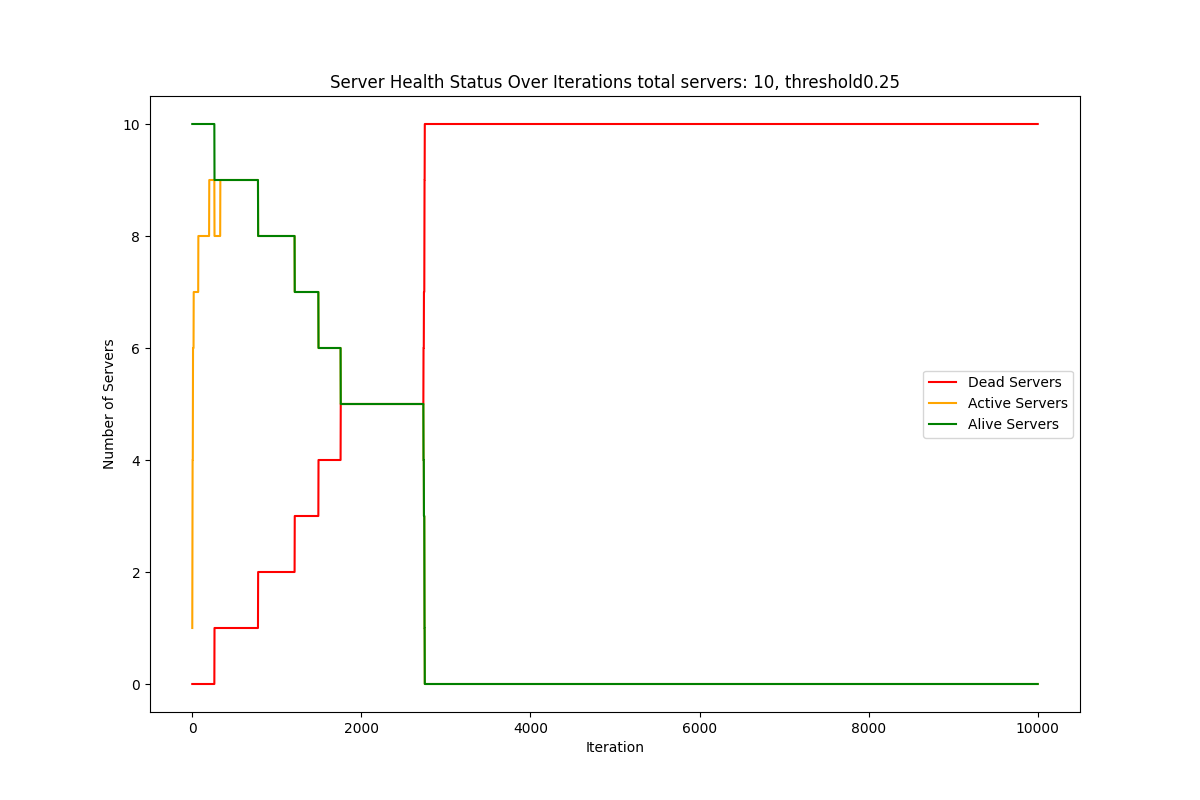 Server Health Status Over Iterations total servers: 10, threshold0.25
Number of Servers
10
8
6
4
2
0
Dead Servers
Active Servers
Alive Servers
0 2000 4000 6000 8000 10000
Iteration